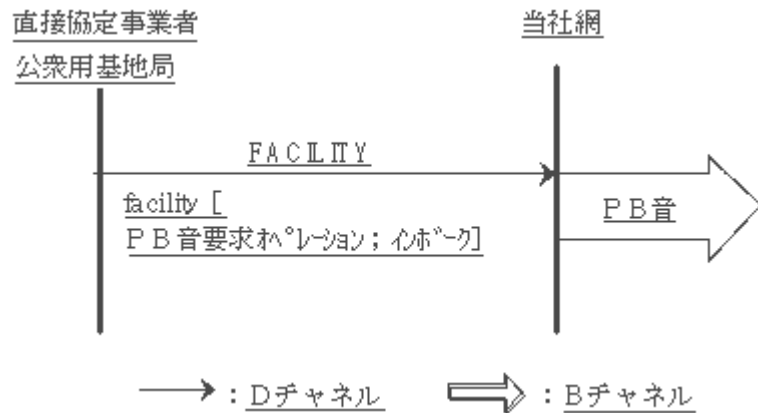 直接協定事業者
公衆用基地局
当社網
ＦＡＣＩＬＩＴＹ
facility［
ＰＢ音要求ｵﾍﾟﾚｰｼｮﾝ；ｲﾝﾎﾞｰｸ］
ＰＢ音
：Ｄチャネル
：Ｂチャネル